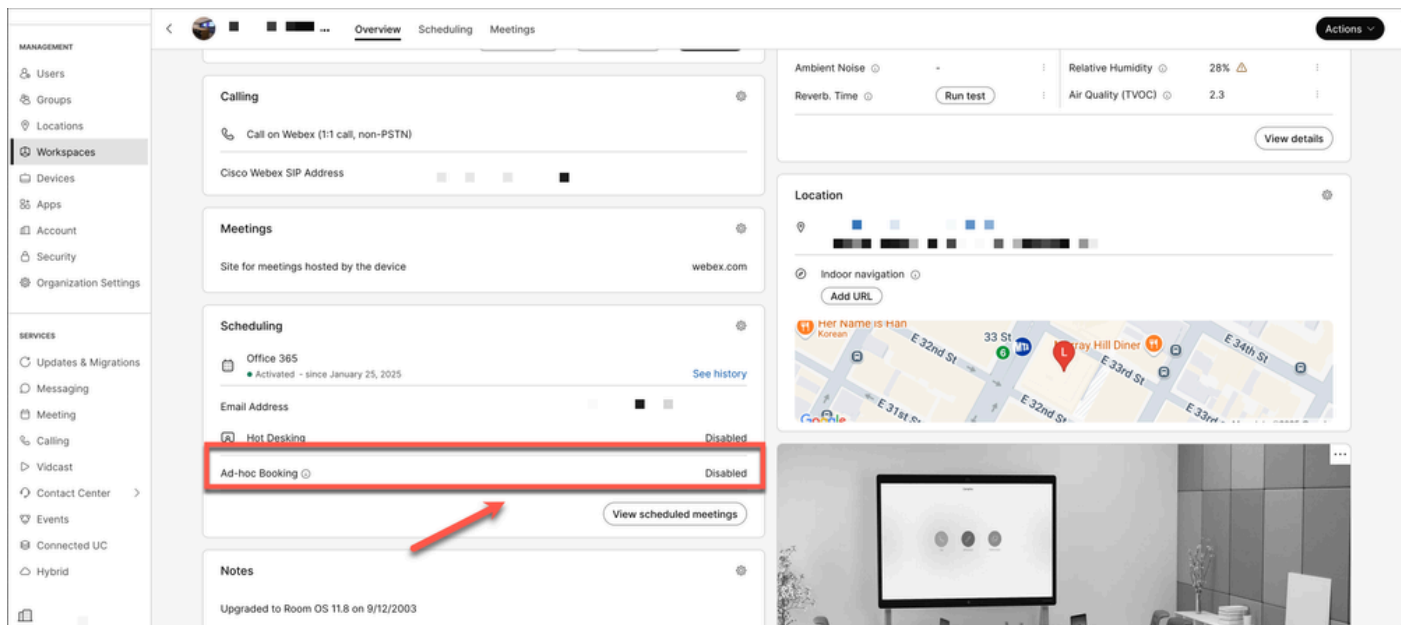 MANAGEMENT
Users
Groups
Locations
Workspaces
Devices
Apps
Account
Security
Organization Settings
SERVICES
Updates & Migrations
Messaging
Meeting
Calling
Vidcast
Contact Center
Events
Connected UC
Hybrid
... Overview Scheduling Meetings
Actions
Calling
Call on Webex (1:1 call, non-PSTN)
Cisco Webex SIP Address
Meetings
Site for meetings hosted by the device webex.com
Scheduling
Office 365
Activated - since January 25, 2025 See history
Email Address
Hot Desking Disabled
Ad-hoc Booking Disabled
View scheduled meetings
Notes
Upgraded to Room OS 11.8 on 9/12/2003
Ambient Noise - Relative Humidity 28%
Reverb. Time Run test Air Quality (TVOC) 2.3
View details
Location
Indoor navigation
Add URL
Her Name is Han
Korean
33 St
6
MTA
L
Murray Hill Diner
E 32nd St
E 33rd St
E 34th St
E 31st St
E 32nd St
E 33rd
Google